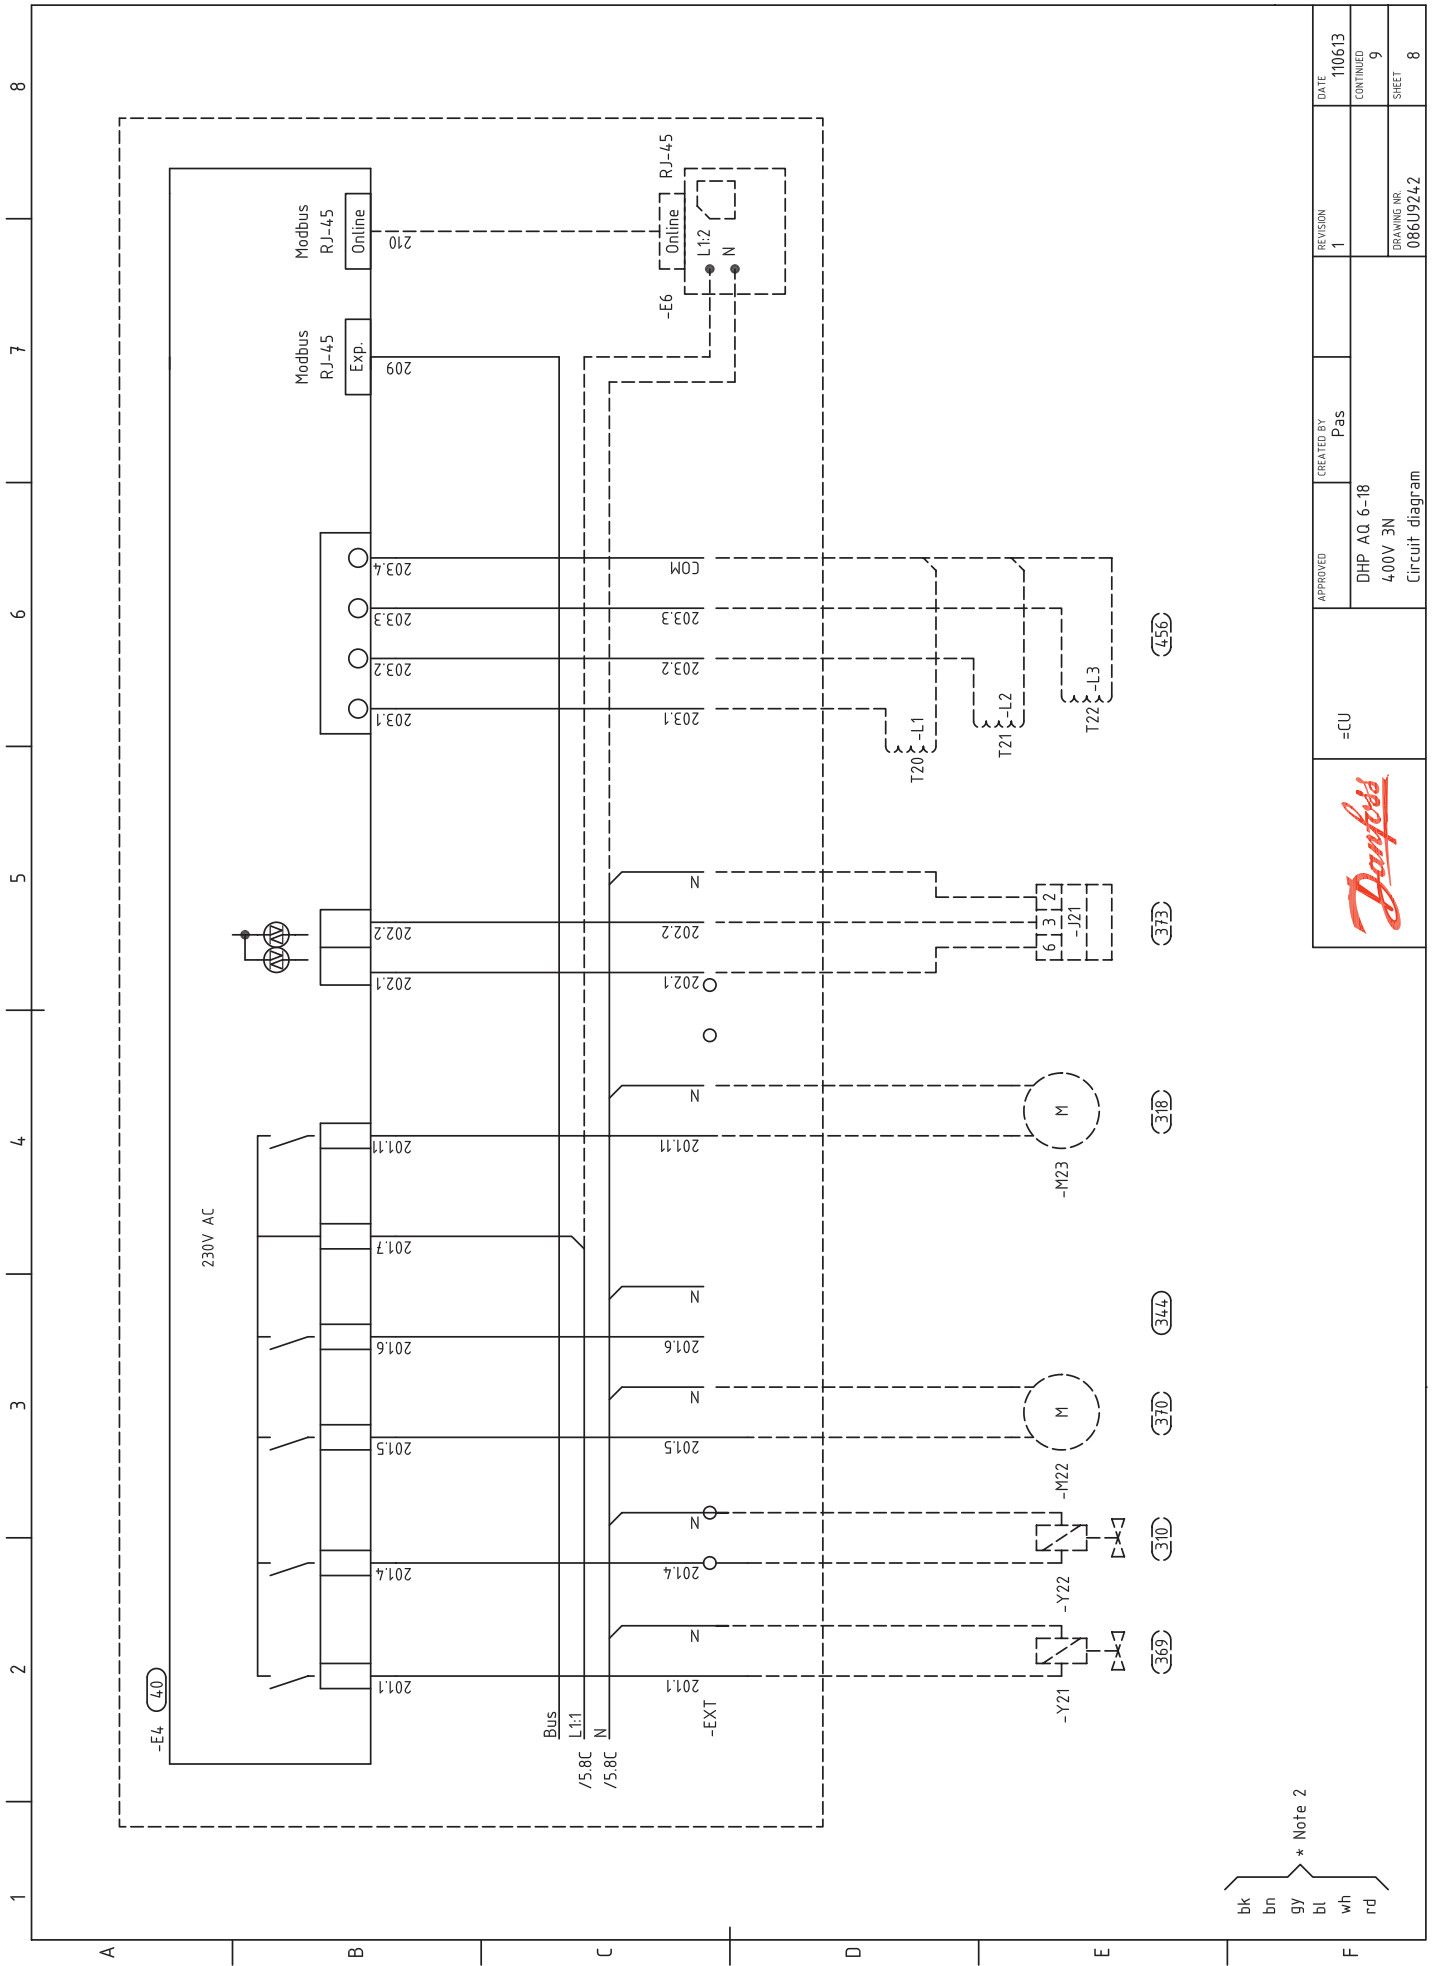 1 2 3 4 5 6 7 8
A
B
C
D
E
F
-E4 40
230V AC
Modbus
RJ-45
Exp.
Modbus
RJ-45
Online
201.1 201.4 201.5 201.6 201.7 201.11 202.1 202.2 203.1 203.2 203.3 203.4 209 210
Bus
/5.8C L1:1
/5.8C N
-EXT
201.1 N 201.4 N 201.5 N 201.6 N 201.11 N 202.1 202.2 N 203.1 203.2 203.3 COM
-E6
Online RJ-45
L1:2
N
T20 -L1
T21 -L2
T22 -L3
-Y21
-Y22
-M22 M
-M23 M
6 3 2
-J21
369 310 370 344 318 373 456
bk
bn
gy
bl
wh
rd
* Note 2
Danfoss
=CU
APPROVED
CREATED BY
Pas
REVISION
1
DATE
110613
DHP AQ 6-18
400V 3N
Circuit diagram
CONTINUED
9
DRAWING NR.
086U9242
SHEET
8